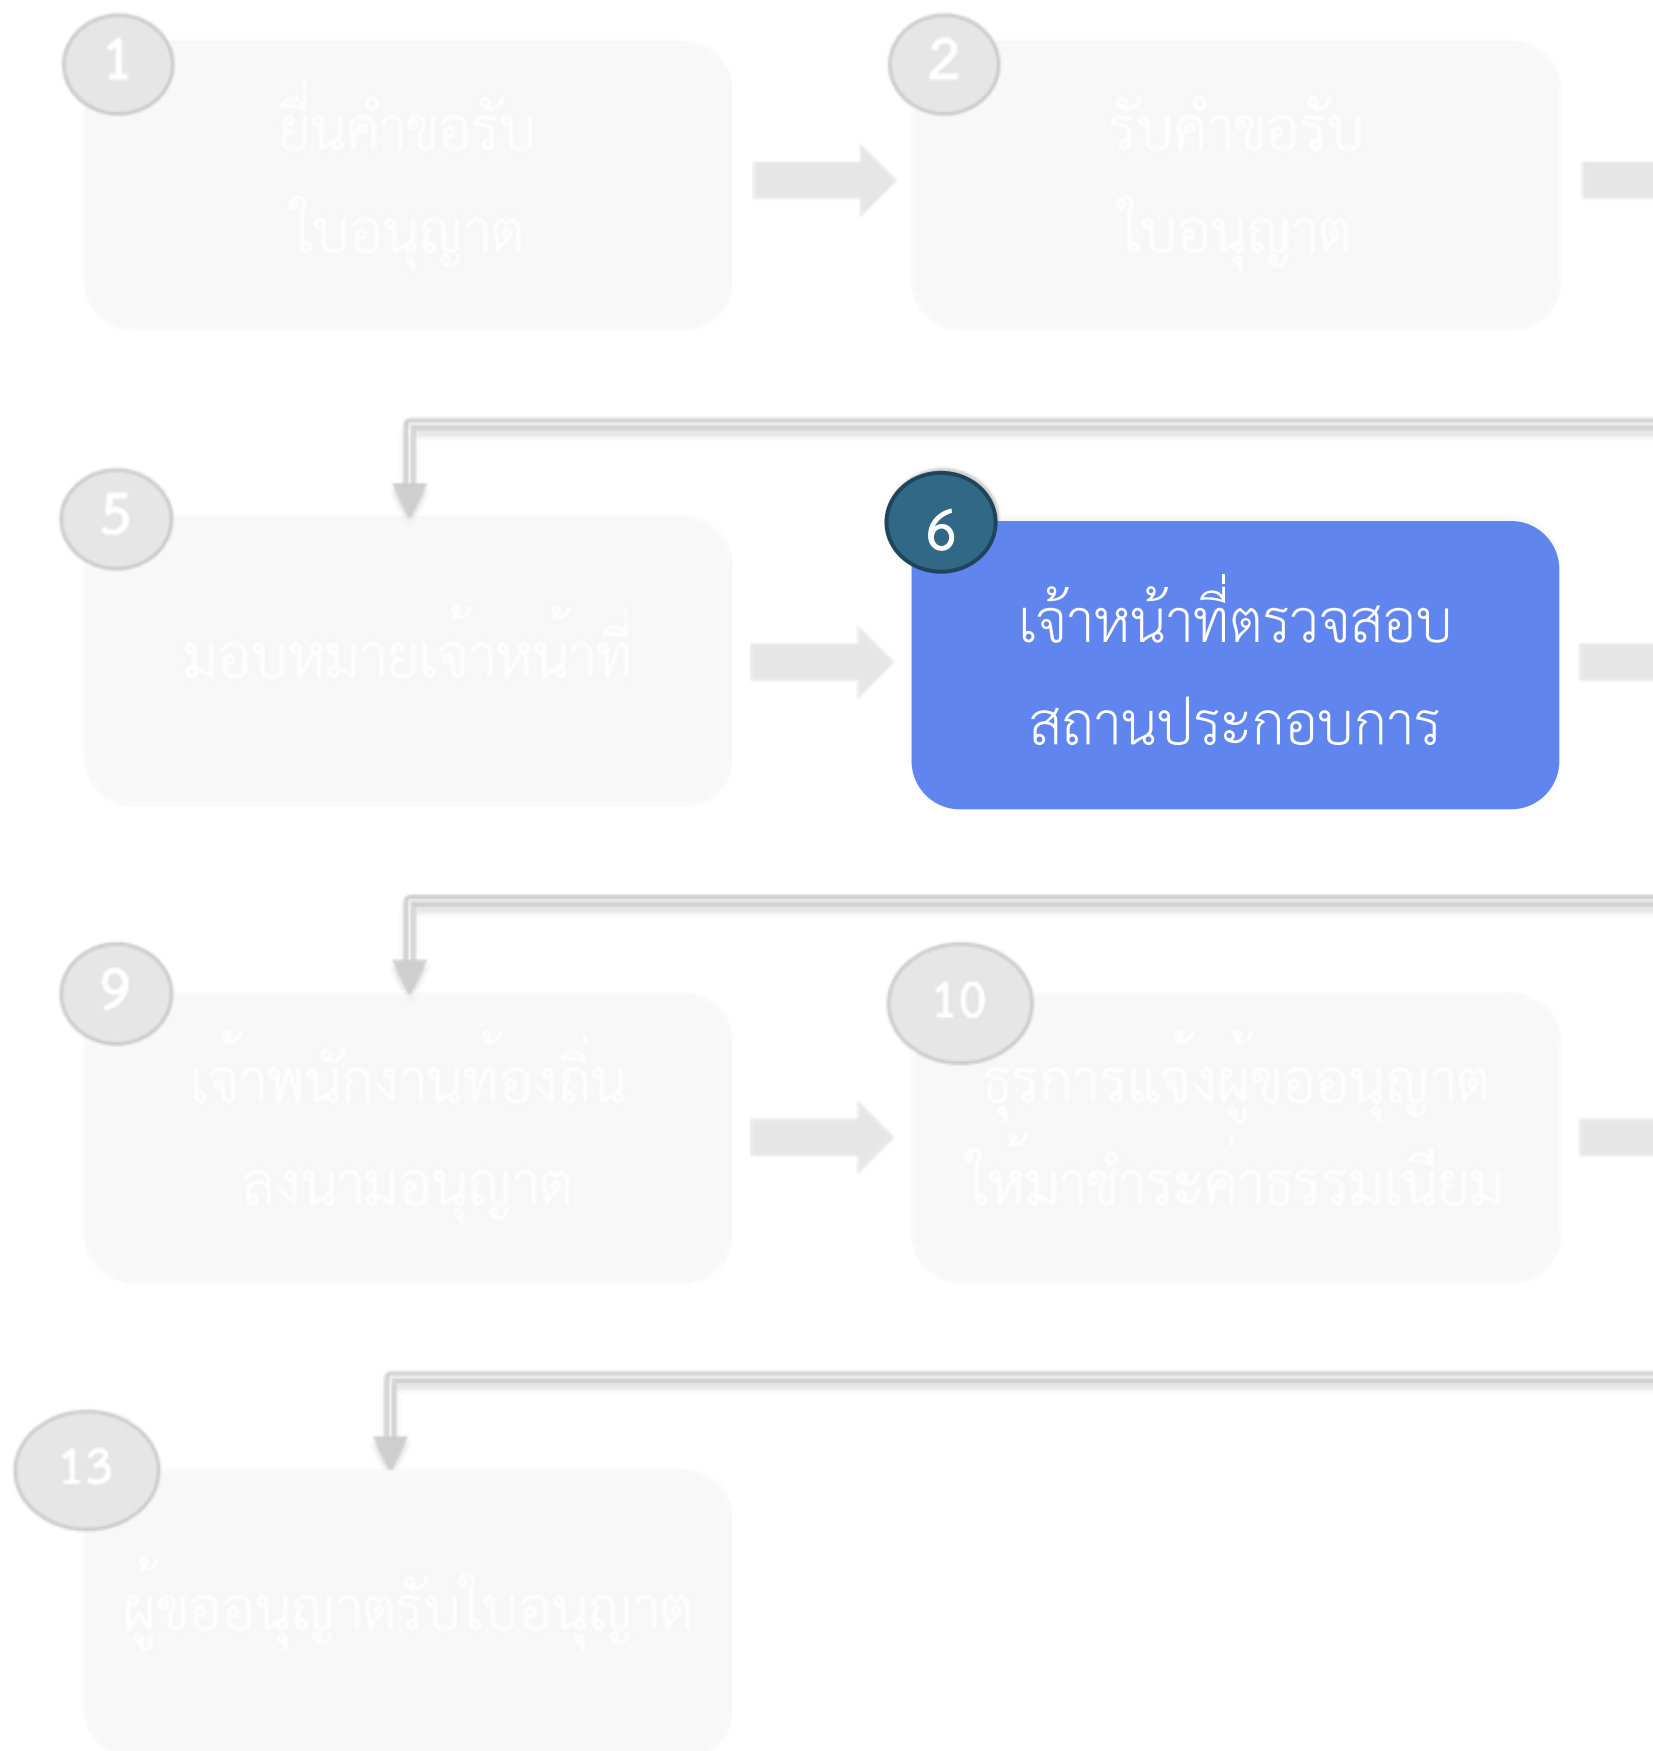 1
ยื่นคำขอรับ
ใบอนุญาต
2
รับคำขอรับ
ใบอนุญาต
5
มอบหมายเจ้าหน้าที่
6
เจ้าหน้าที่ตรวจสอบ
สถานประกอบการ
9
เจ้าพนักงานท้องถิ่น
ลงนามอนุญาต
10
ธุรการแจ้งผู้ขออนุญาต
ให้มาชำระค่าธรรมเนียม
13
ผู้ขออนุญาตรับใบอนุญาต